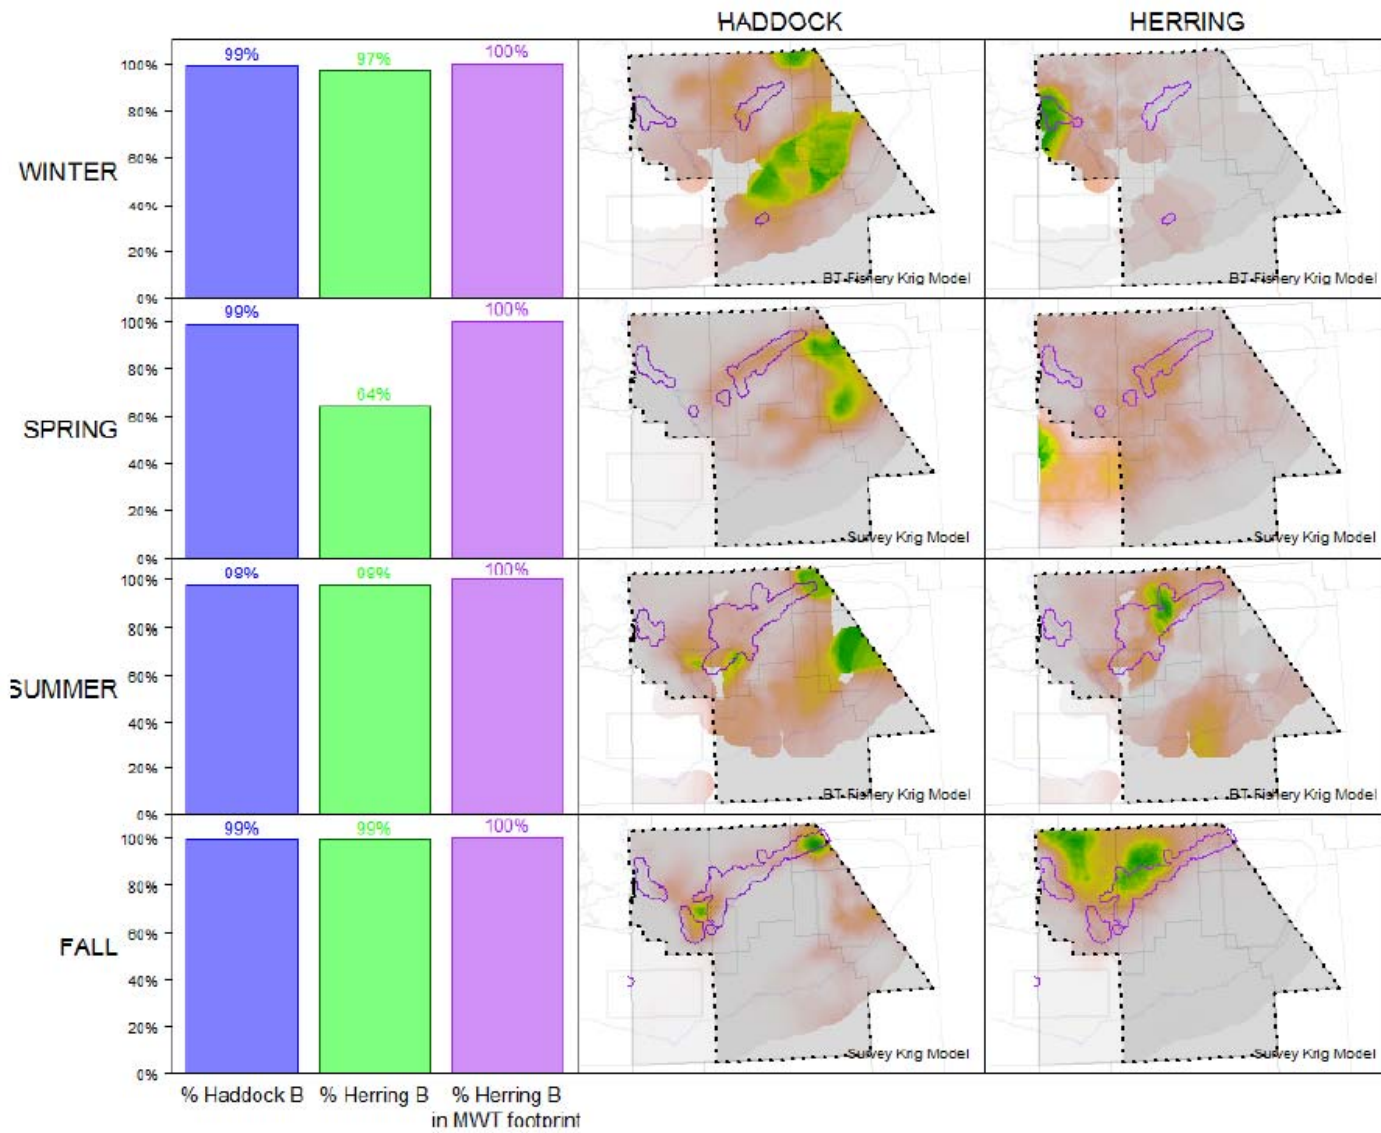 HADDOCK HERRING
WINTER
100%
80%
60%
40%
20%
0%
99%
97%
100%
BT-Fishery Krig Model
BT-Fishery Krig Model
SPRING
100%
80%
60%
40%
20%
0%
99%
64%
100%
Survey Krig Model
Survey Krig Model
SUMMER
100%
80%
60%
40%
20%
0%
98%
98%
100%
BT-Fishery Krig Model
BT-Fishery Krig Model
FALL
100%
80%
60%
40%
20%
0%
99%
99%
100%
Survey Krig Model
Survey Krig Model
% Haddock B
% Herring B
% Herring B
in MWT footprint